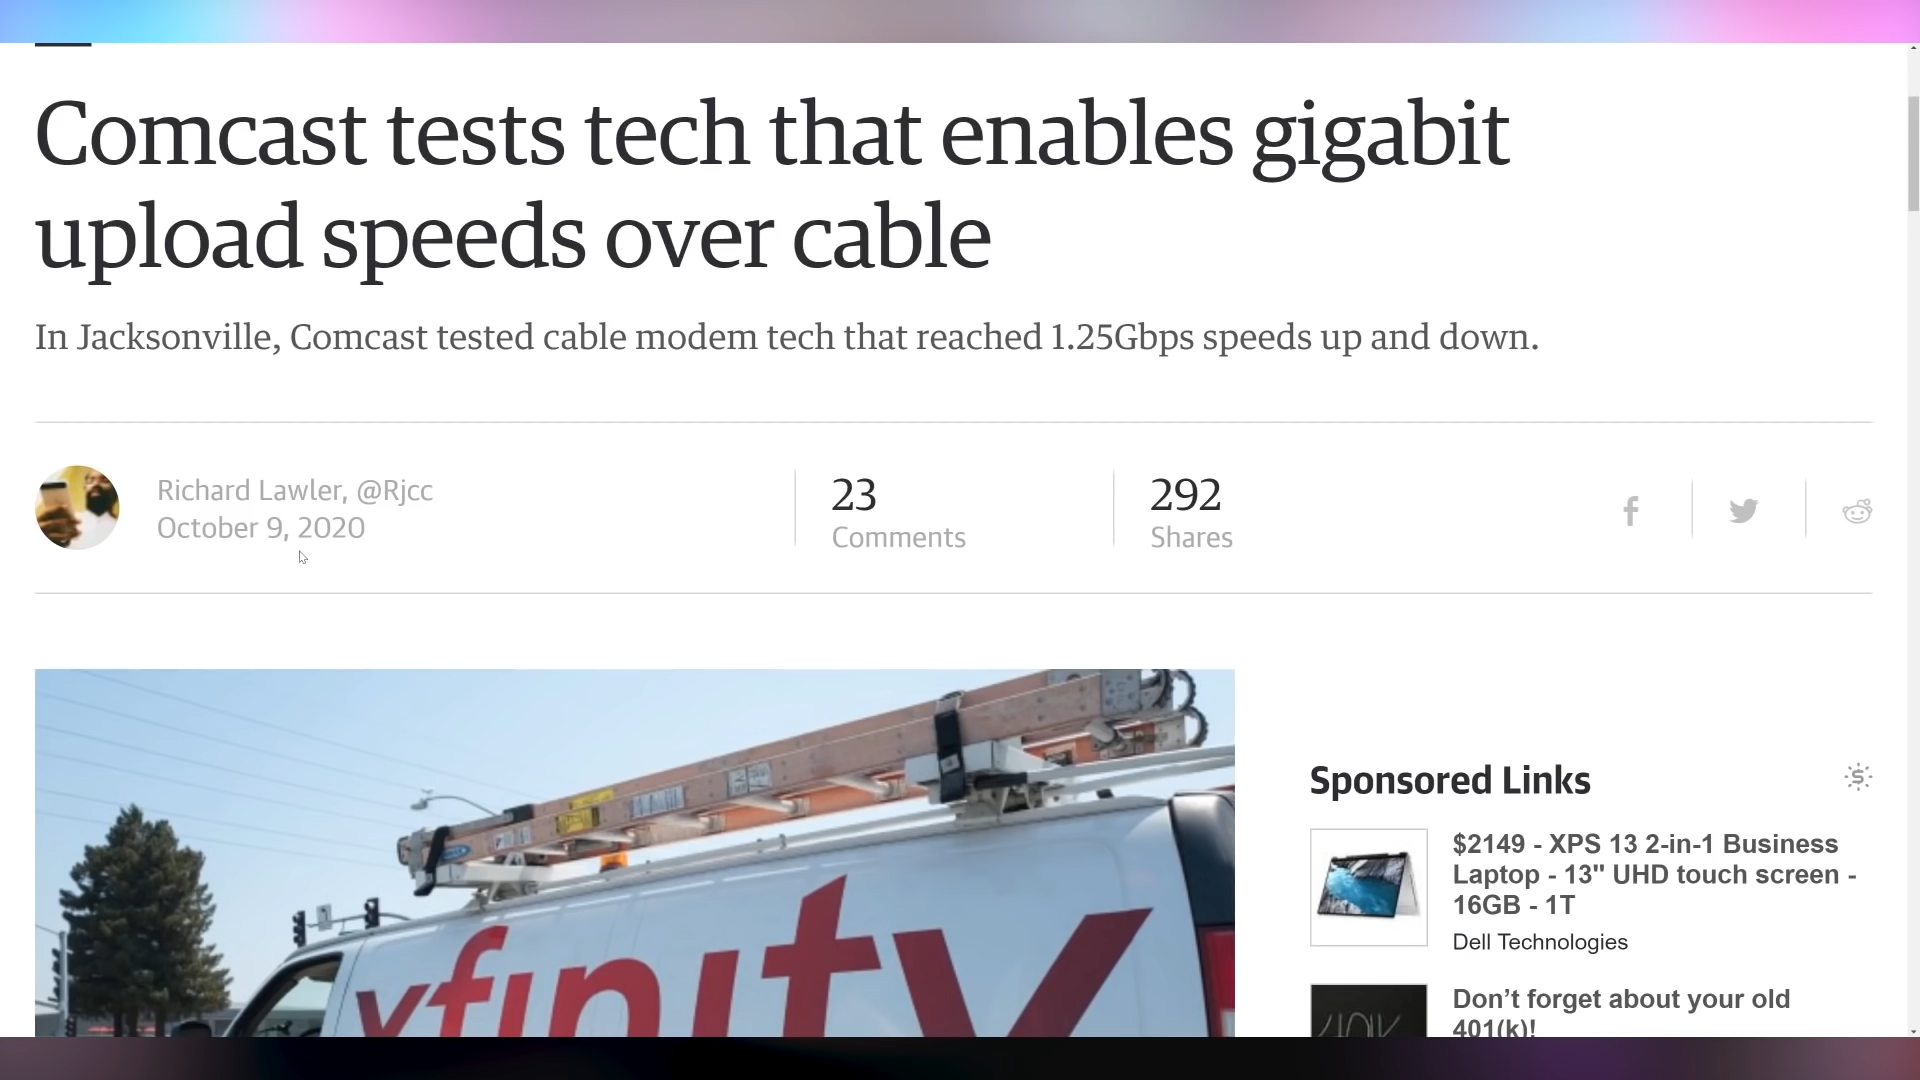 Comcast tests tech that enables gigabit
upload speeds over cable
In Jacksonville, Comcast tested cable modem tech that reached 1.25Gbps speeds up and down.
Richard Lawler, @Rjcc
October 9, 2020
23
Comments
292
Shares
xfinity
Sponsored Links
$2149 - XPS 13 2-in-1 Business
Laptop - 13" UHD touch screen -
16GB - 1T
Dell Technologies
Don’t forget about your old
401(k)!
401K